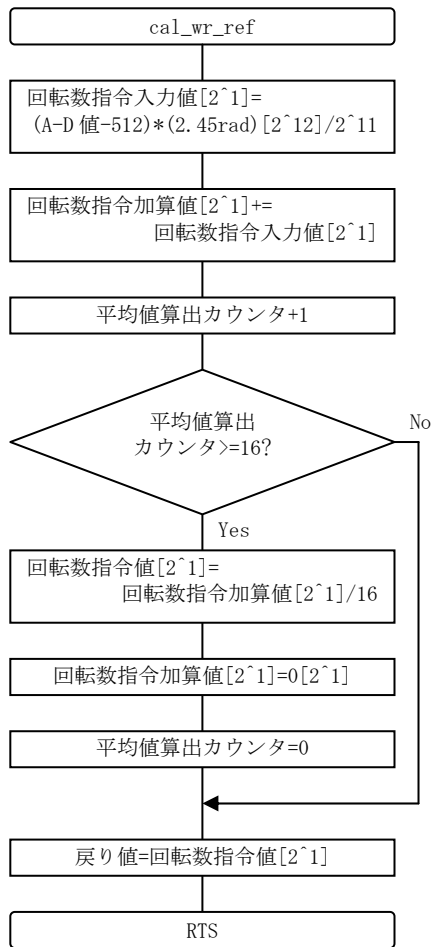 cal_wr_ref
回転数指令入力値[2^1]=
(A-D 値-512)*(2.45rad)[2^12]/2^11
回転数指令加算値[2^1]+=
回転数指令入力値[2^1]
平均値算出カウンタ+1
平均値算出
カウンタ>=16?
No
Yes
回転数指令値[2^1]=
回転数指令加算値[2^1]/16
回転数指令加算値[2^1]=0[2^1]
平均値算出カウンタ=0
戻り値=回転数指令値[2^1]
RTS